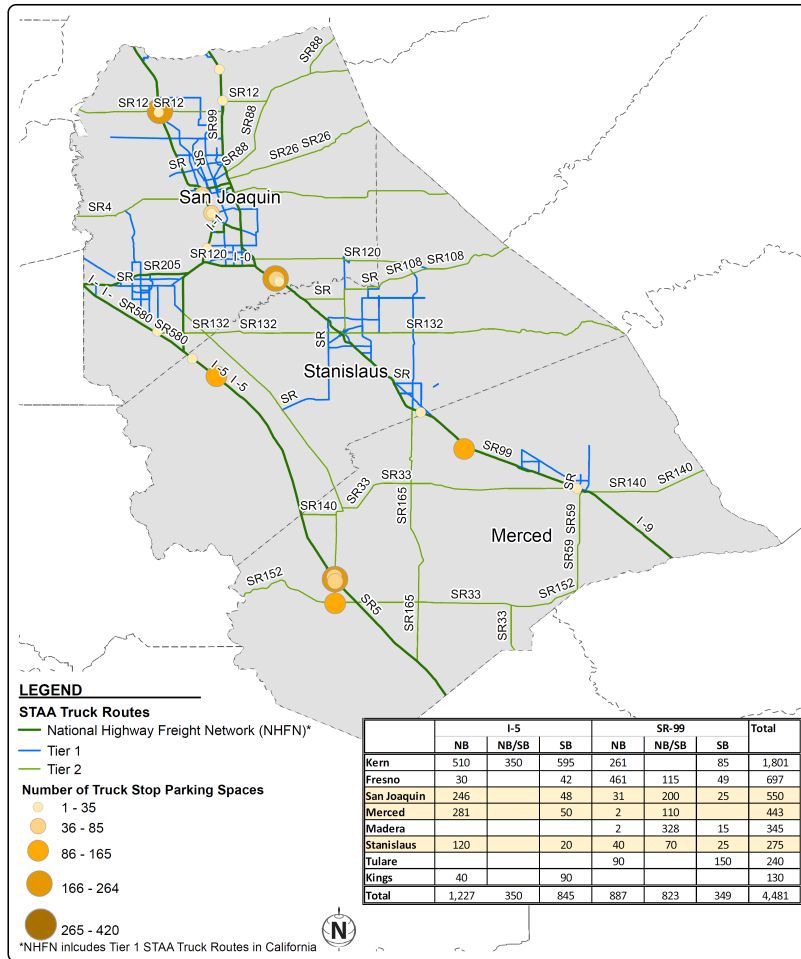 SR88
SR12
SR12 SR12
SR99
SR88
SR26 SR26
SR
SR
SR88
San Joaquin
SR4
I-1
SR120
I-0
SR120
SR205
SR
SR108 SR108
SR
I- I-
SR
SR580
SR580
SR132 SR132
SR
SR132
I-5 I-5
Stanislaus
SR
SR
SR99
SR33
SR
SR140
SR140
SR33
SR140
SR165
SR59
SR59
Merced
I-9
SR152
SR5
SR165
SR33
SR152
SR33
LEGEND
STAA Truck Routes
National Highway Freight Network (NHFN)*
Tier 1
Tier 2
Number of Truck Stop Parking Spaces
1 - 35
36 - 85
86 - 165
166 - 264
265 - 420
*NHFN inlcudes Tier 1 STAA Truck Routes in California
N
I-5 SR-99 Total
NB NB/SB SB NB NB/SB SB
Kern 510 350 595 261 85 1,801
Fresno 30 42 461 115 49 697
San Joaquin 246 48 31 200 25 550
Merced 281 50 2 110 443
Madera 2 328 15 345
Stanislaus 120 20 40 70 25 275
Tulare 90 150 240
Kings 40 90 130
Total 1,227 350 845 887 823 349 4,481